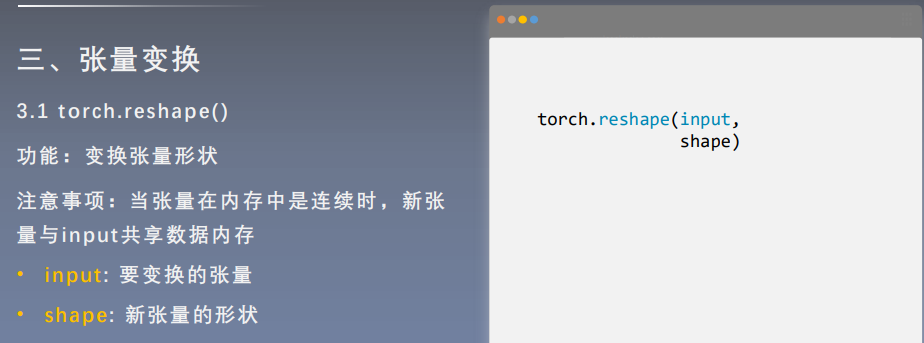 三、张量变换
3.1 torch.reshape()
功能：变换张量形状
注意事项：当张量在内存中是连续时，新张
量与input共享数据内存
• input: 要变换的张量
• shape: 新张量的形状
torch.reshape(input,
shape)